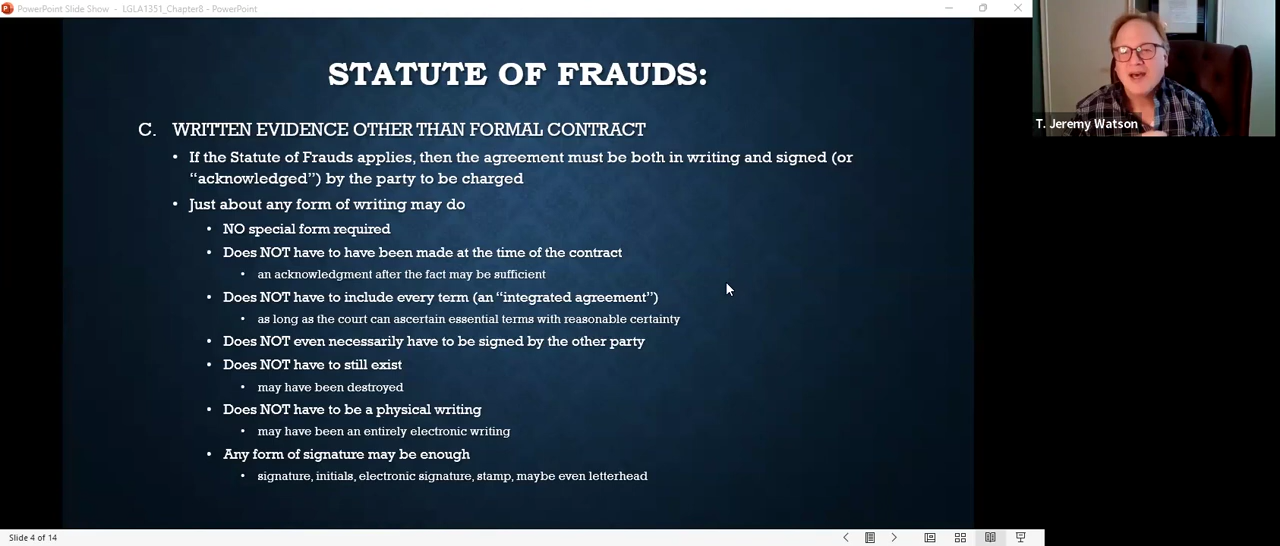 PowerPoint Slide Show - LGLA1351_Chapter8 - PowerPoint
STATUTE OF FRAUDS:
C. WRITTEN EVIDENCE OTHER THAN FORMAL CONTRACT
• If the Statute of Frauds applies, then the agreement must be both in writing and signed (or
"acknowledged") by the party to be charged
• Just about any form of writing may do
• NO special form required
• Does NOT have to have been made at the time of the contract
• an acknowledgment after the fact may be sufficient
• Does NOT have to include every term (an "integrated agreement")
• as long as the court can ascertain essential terms with reasonable certainty
• Does NOT even necessarily have to be signed by the other party
• Does NOT have to still exist
• may have been destroyed
• Does NOT have to be a physical writing
• may have been an entirely electronic writing
• Any form of signature may be enough
• signature, initials, electronic signature, stamp, maybe even letterhead
T. Jeremy Watson
Slide 4 of 14